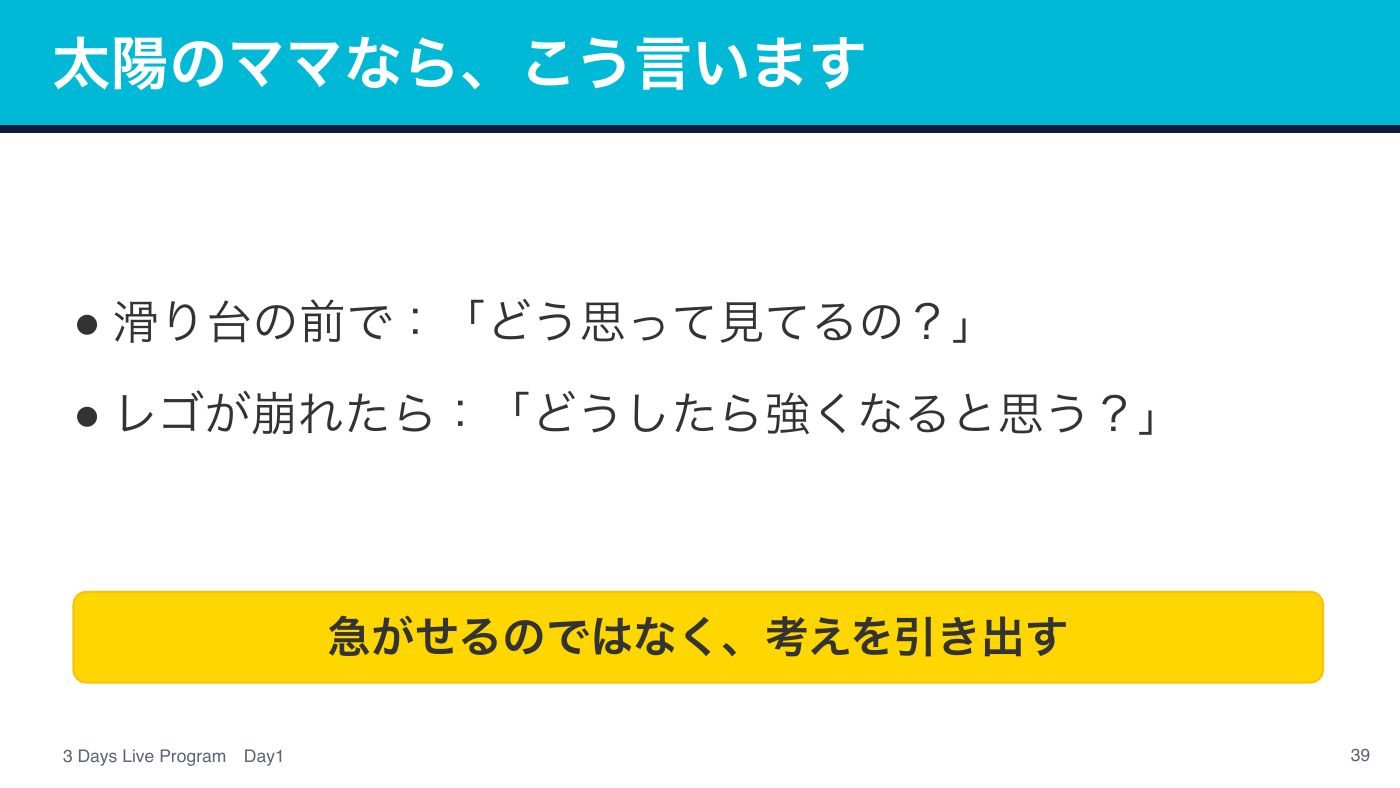 太陽のママなら、こう言います
● 滑り台の前で：「どう思って見てるの？」
● レゴが崩れたら：「どうしたら強くなると思う？」
急がせるのではなく、考えを引き出す
3 Days Live Program　Day1
39